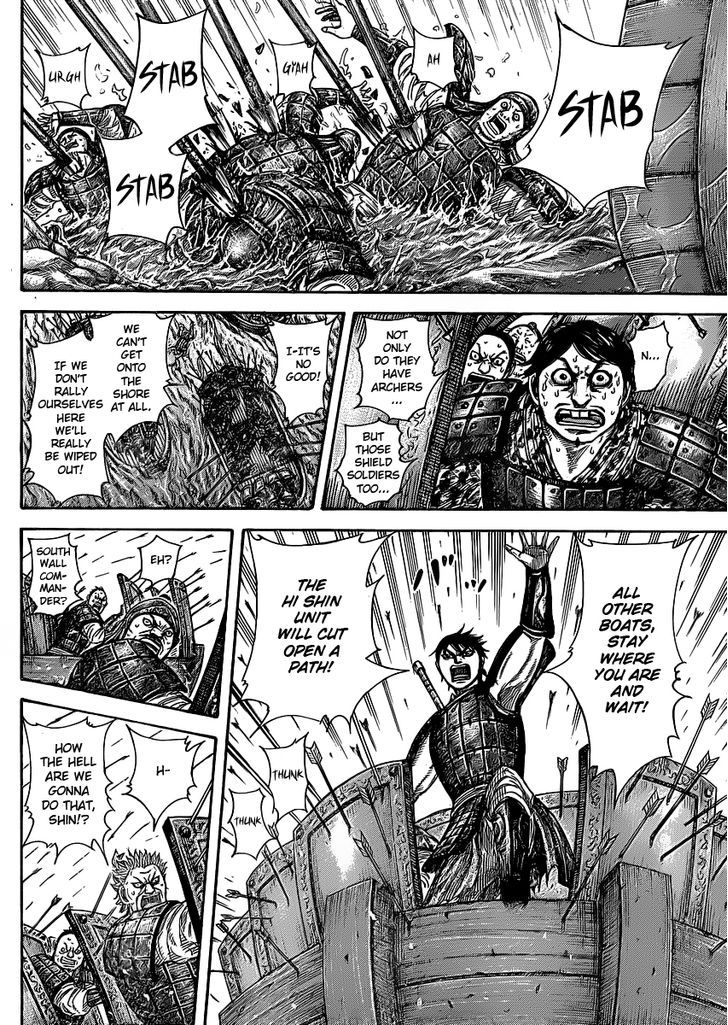 STAB
AH
GYAH
STAB
URGH
STAB
N...
NOT
ONLY DO
THEY
HAVE
ARCHERS
...
BUT
THOSE
SHIELD
SOLDIERS
TOO...
I-IT'S
NO
GOOD!
WE
CAN'T
GET
ONTO
THE
SHORE
AT ALL.
IF WE
DON'T
RALLY
OURSELVES
HERE
WE'LL
REALLY
BE WIPED
OUT!
ALL
OTHER
BOATS,
STAY
WHERE
YOU ARE
AND
WAIT!
THE
HI SHIN
UNIT
WILL CUT
OPEN A
PATH!
THUNK
THUNK
EH?
SOUTH
WALL
COM-
MAN-
DER?
H-
HOW
THE HELL
ARE WE
GONNA
DO THAT,
SHIN!?